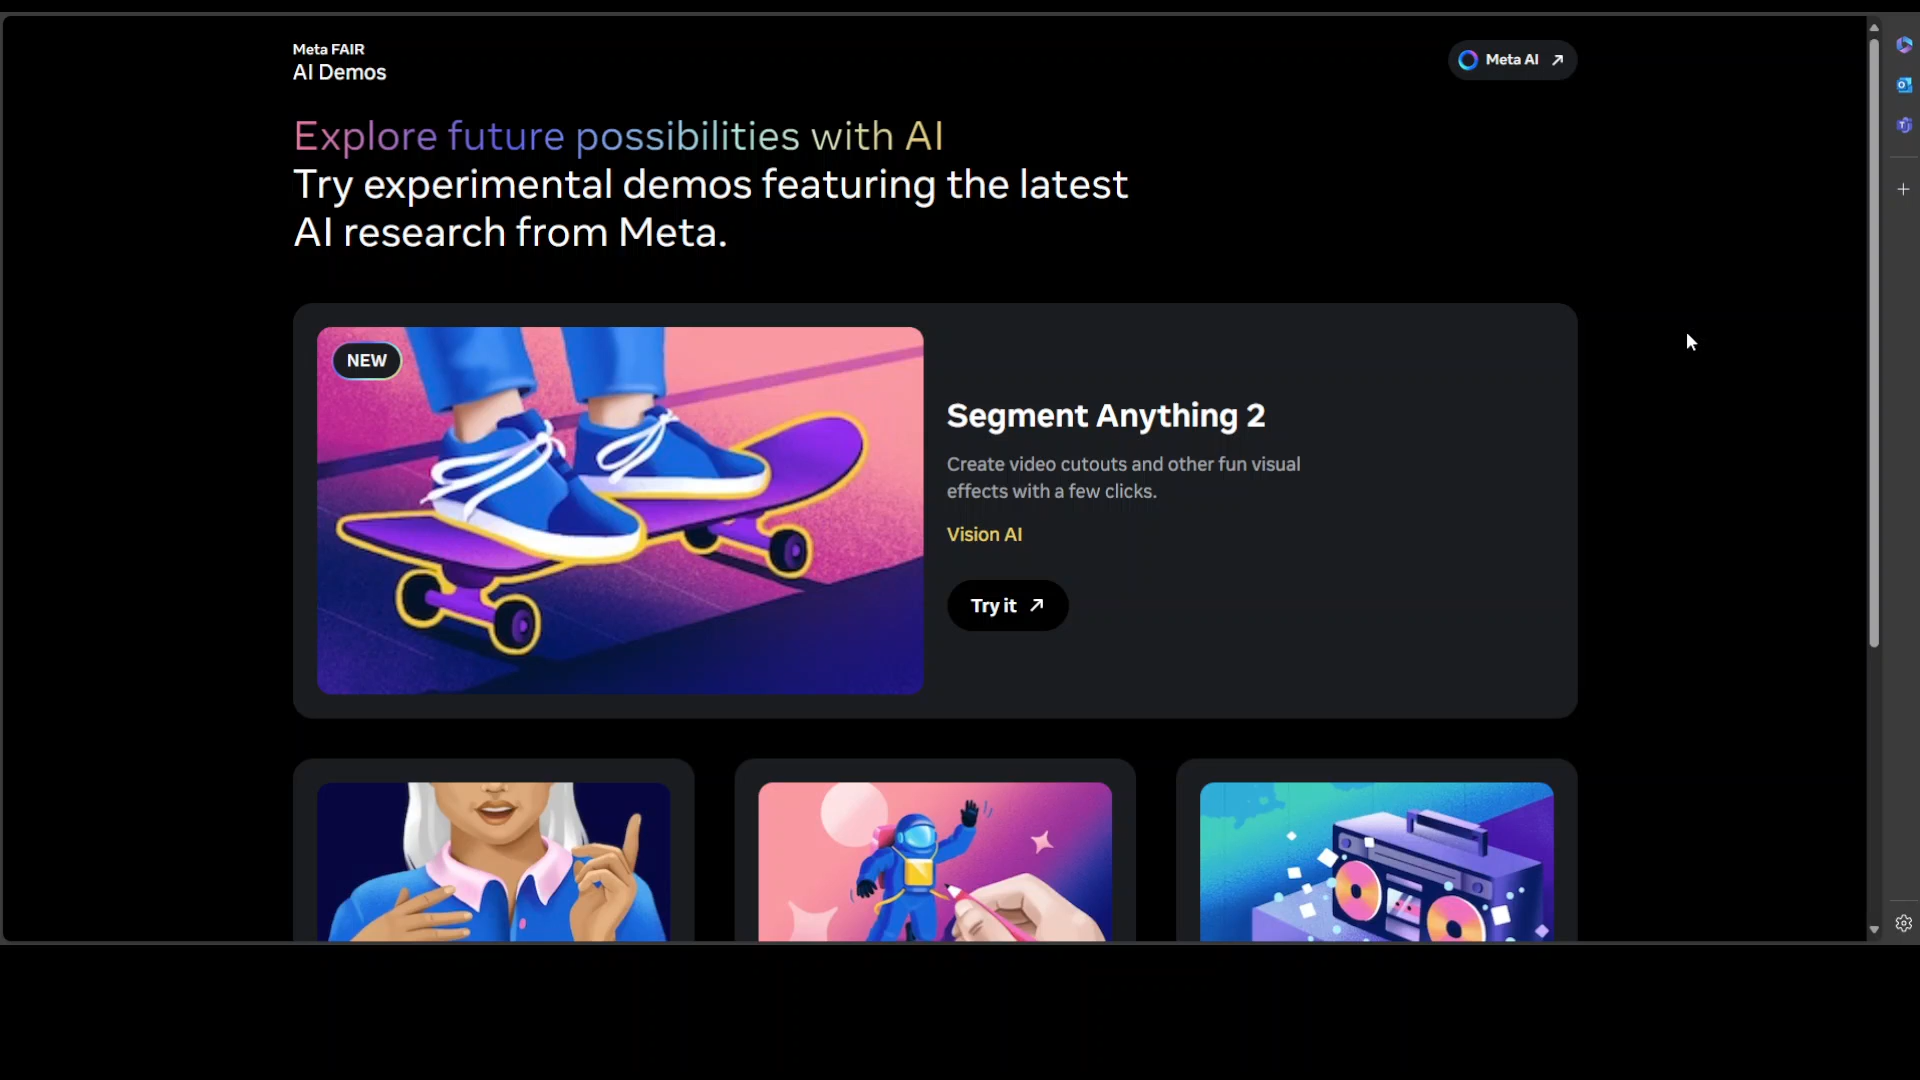 Meta FAIR
AI Demos
Meta AI
Explore future possibilities with AI
Try experimental demos featuring the latest
AI research from Meta.
NEW
Segment Anything 2
Create video cutouts and other fun visual
effects with a few clicks.
Vision AI
Try it